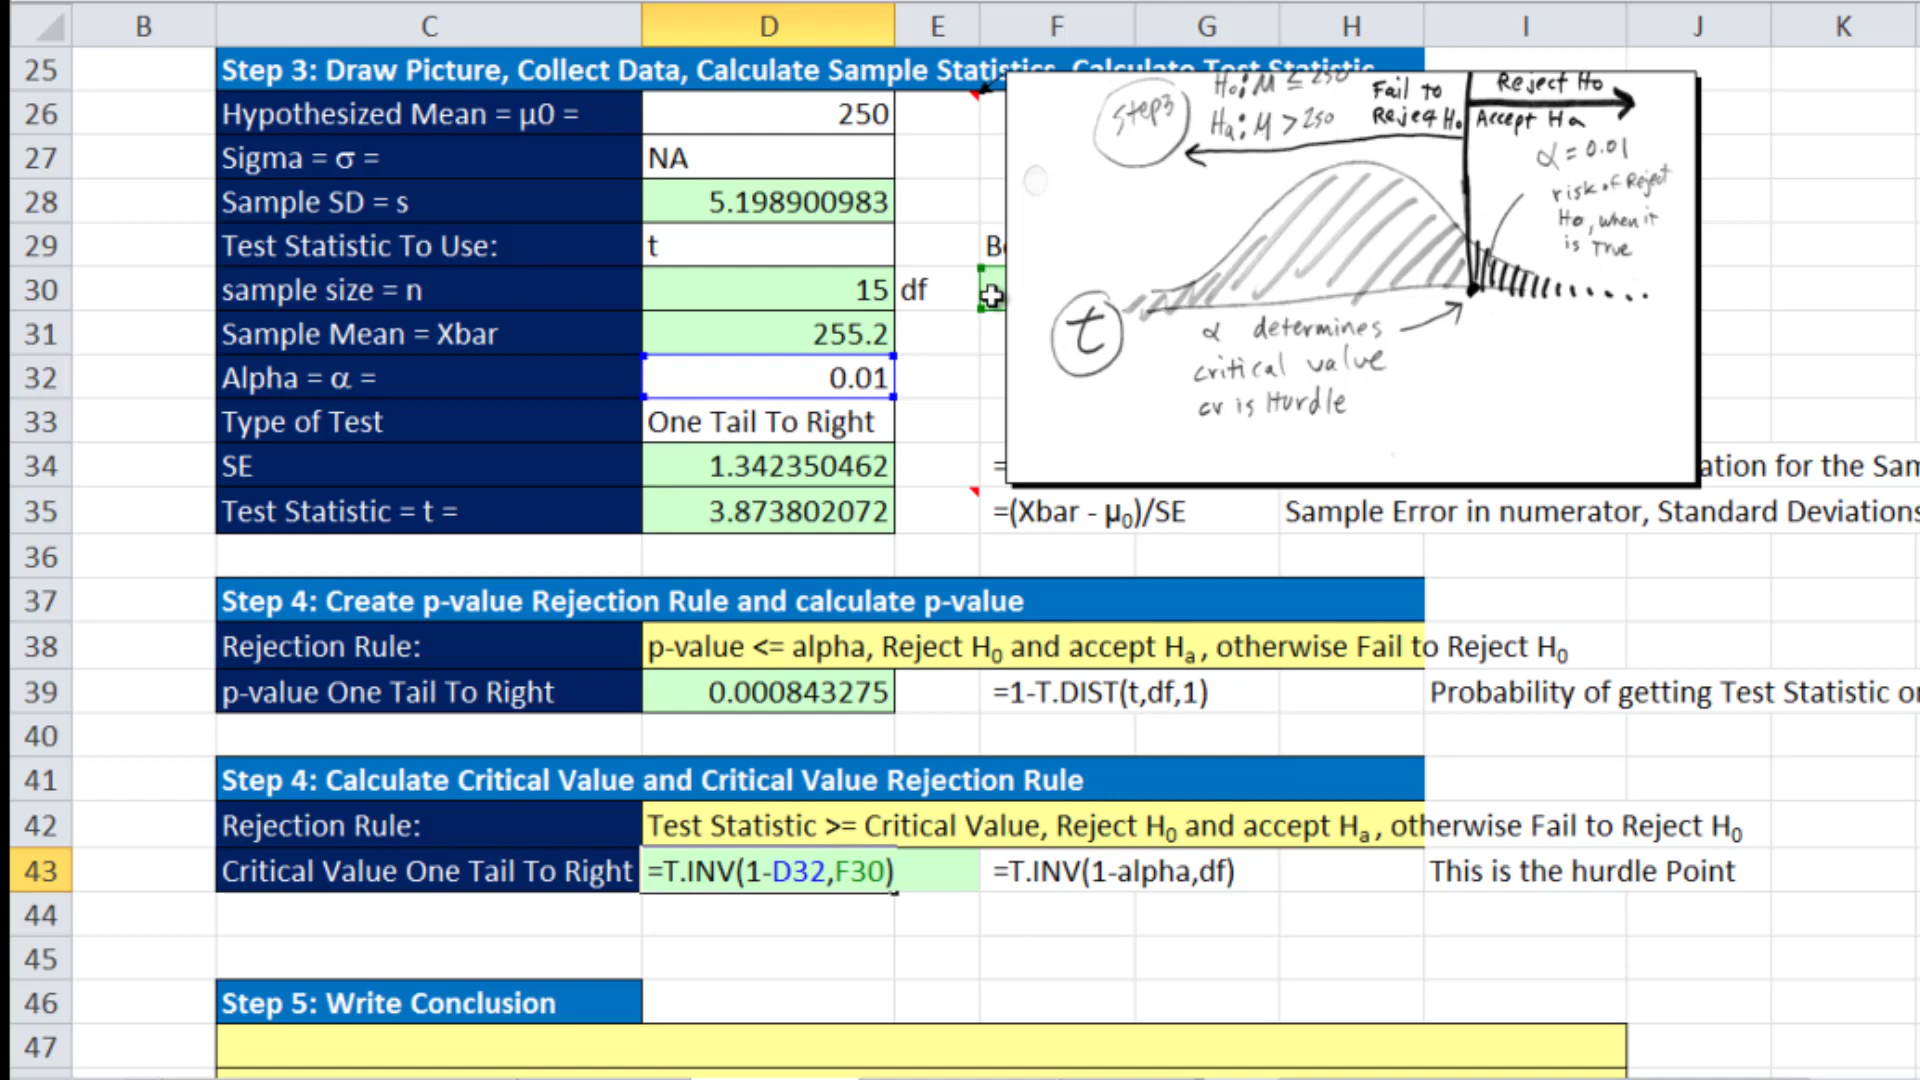 B C D E F G H I J K
25 Step 3: Draw Picture, Collect Data, Calculate Sample Statistics, Calculate Test Statistic
26 Hypothesized Mean = µ0 = 250
27 Sigma = σ = NA
28 Sample SD = s 5.198900983
29 Test Statistic To Use: t
30 sample size = n 15 df
31 Sample Mean = Xbar 255.2
32 Alpha = α = 0.01
33 Type of Test One Tail To Right
34 SE 1.342350462 = ation for the Sam
35 Test Statistic = t = 3.873802072 =(Xbar - µ₀)/SE Sample Error in numerator, Standard Deviations
36
37 Step 4: Create p-value Rejection Rule and calculate p-value
38 Rejection Rule: p-value <= alpha, Reject H₀ and accept Hₐ, otherwise Fail to Reject H₀
39 p-value One Tail To Right 0.000843275 =1-T.DIST(t,df,1) Probability of getting Test Statistic or
40
41 Step 4: Calculate Critical Value and Critical Value Rejection Rule
42 Rejection Rule: Test Statistic >= Critical Value, Reject H₀ and accept Hₐ, otherwise Fail to Reject H₀
43 Critical Value One Tail To Right =T.INV(1-D32,F30) =T.INV(1-alpha,df) This is the hurdle Point
44
45
46 Step 5: Write Conclusion
47
Step3
Ho: M ≤ 250
Ha: M > 250
Fail to
Reject Ho
Reject Ho
Accept Ha
α = 0.01
risk of Reject
Ho, when it
is True
t
α determines
critical value
cv is Hurdle